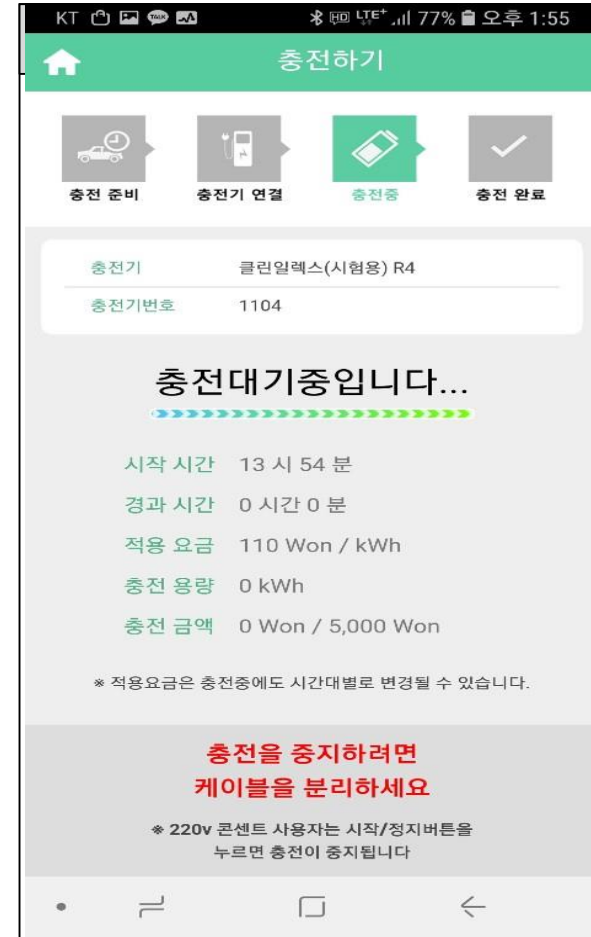 KT TALK HD LTE+ 77% 오후 1:55
충전하기
충전 준비 충전기 연결 충전중 충전 완료
충전기 클린일렉스(시험용) R4
충전기번호 1104
충전대기중입니다...
시작 시간 13 시 54 분
경과 시간 0 시간 0 분
적용 요금 110 Won / kWh
충전 용량 0 kWh
충전 금액 0 Won / 5,000 Won
※ 적용요금은 충전중에도 시간대별로 변경될 수 있습니다.
충전을 중지하려면
케이블을 분리하세요
※ 220v 콘센트 사용자는 시작/정지버튼을
누르면 충전이 중지됩니다